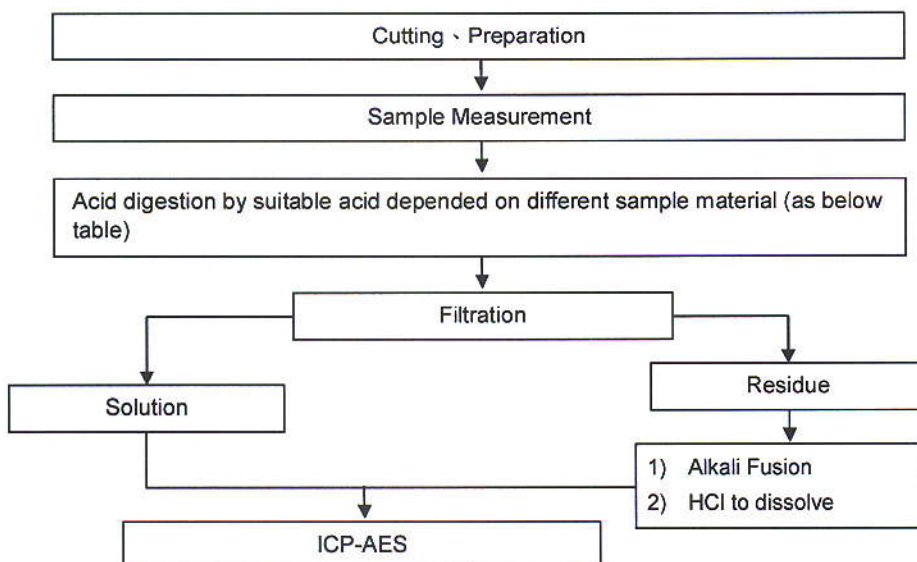 Cutting、Preparation
Sample Measurement
Acid digestion by suitable acid depended on different sample material (as below
table)
Filtration
Solution
Residue
1) Alkali Fusion
2) HCl to dissolve
ICP-AES